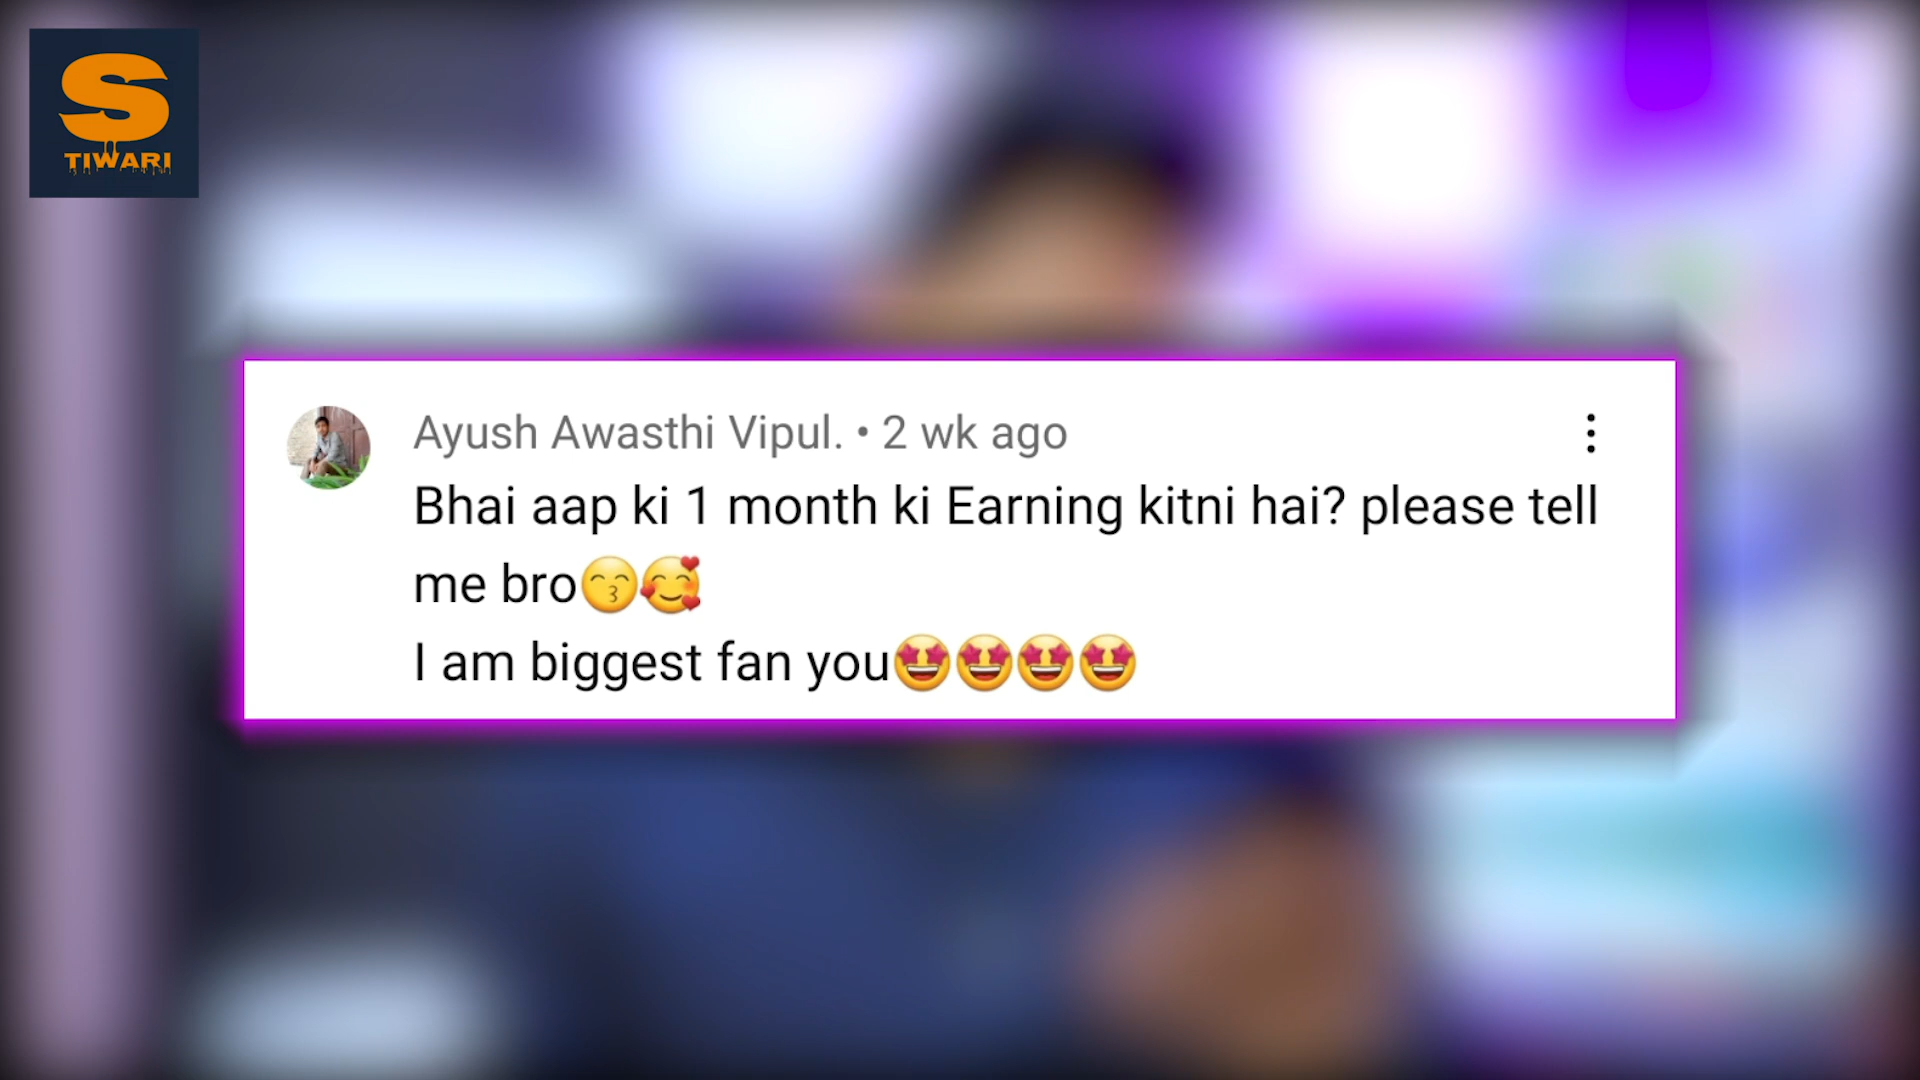 S
TIWARI
Ayush Awasthi Vipul. • 2 wk ago
Bhai aap ki 1 month ki Earning kitni hai? please tell
me bro😙🥰
I am biggest fan you🤩🤩🤩🤩